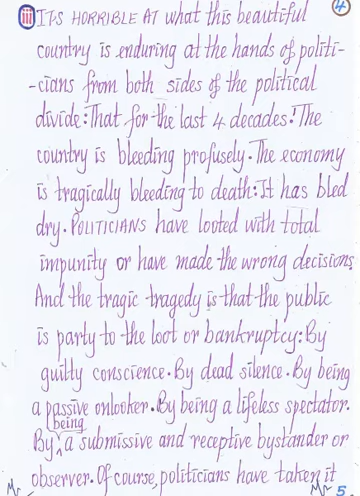 iii ITS HORRIBLE AT what this beautiful 4
country is enduring at the hands of politi-
-cians from both sides of the political
divide: That for the last 4 decades. The
country is bleeding profusely. The economy
is tragically bleeding to death: It has bled
dry. POLITICIANS have looted with total
impunity or have made the wrong decisions
And the tragic tragedy is that the public
is party to the loot or bankruptcy: By
guilty conscience. By dead silence. By being
a passive onlooker. By being a lifeless spectator.
being
By a submissive and receptive bystander or
observer. Of course, politicians have taken it
5